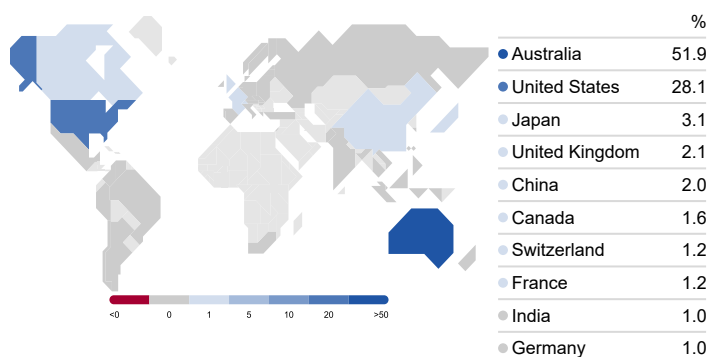 %
Australia 51.9
United States 28.1
Japan 3.1
United Kingdom 2.1
China 2.0
Canada 1.6
Switzerland 1.2
France 1.2
India 1.0
Germany 1.0
<0 0 1 5 10 20 >50